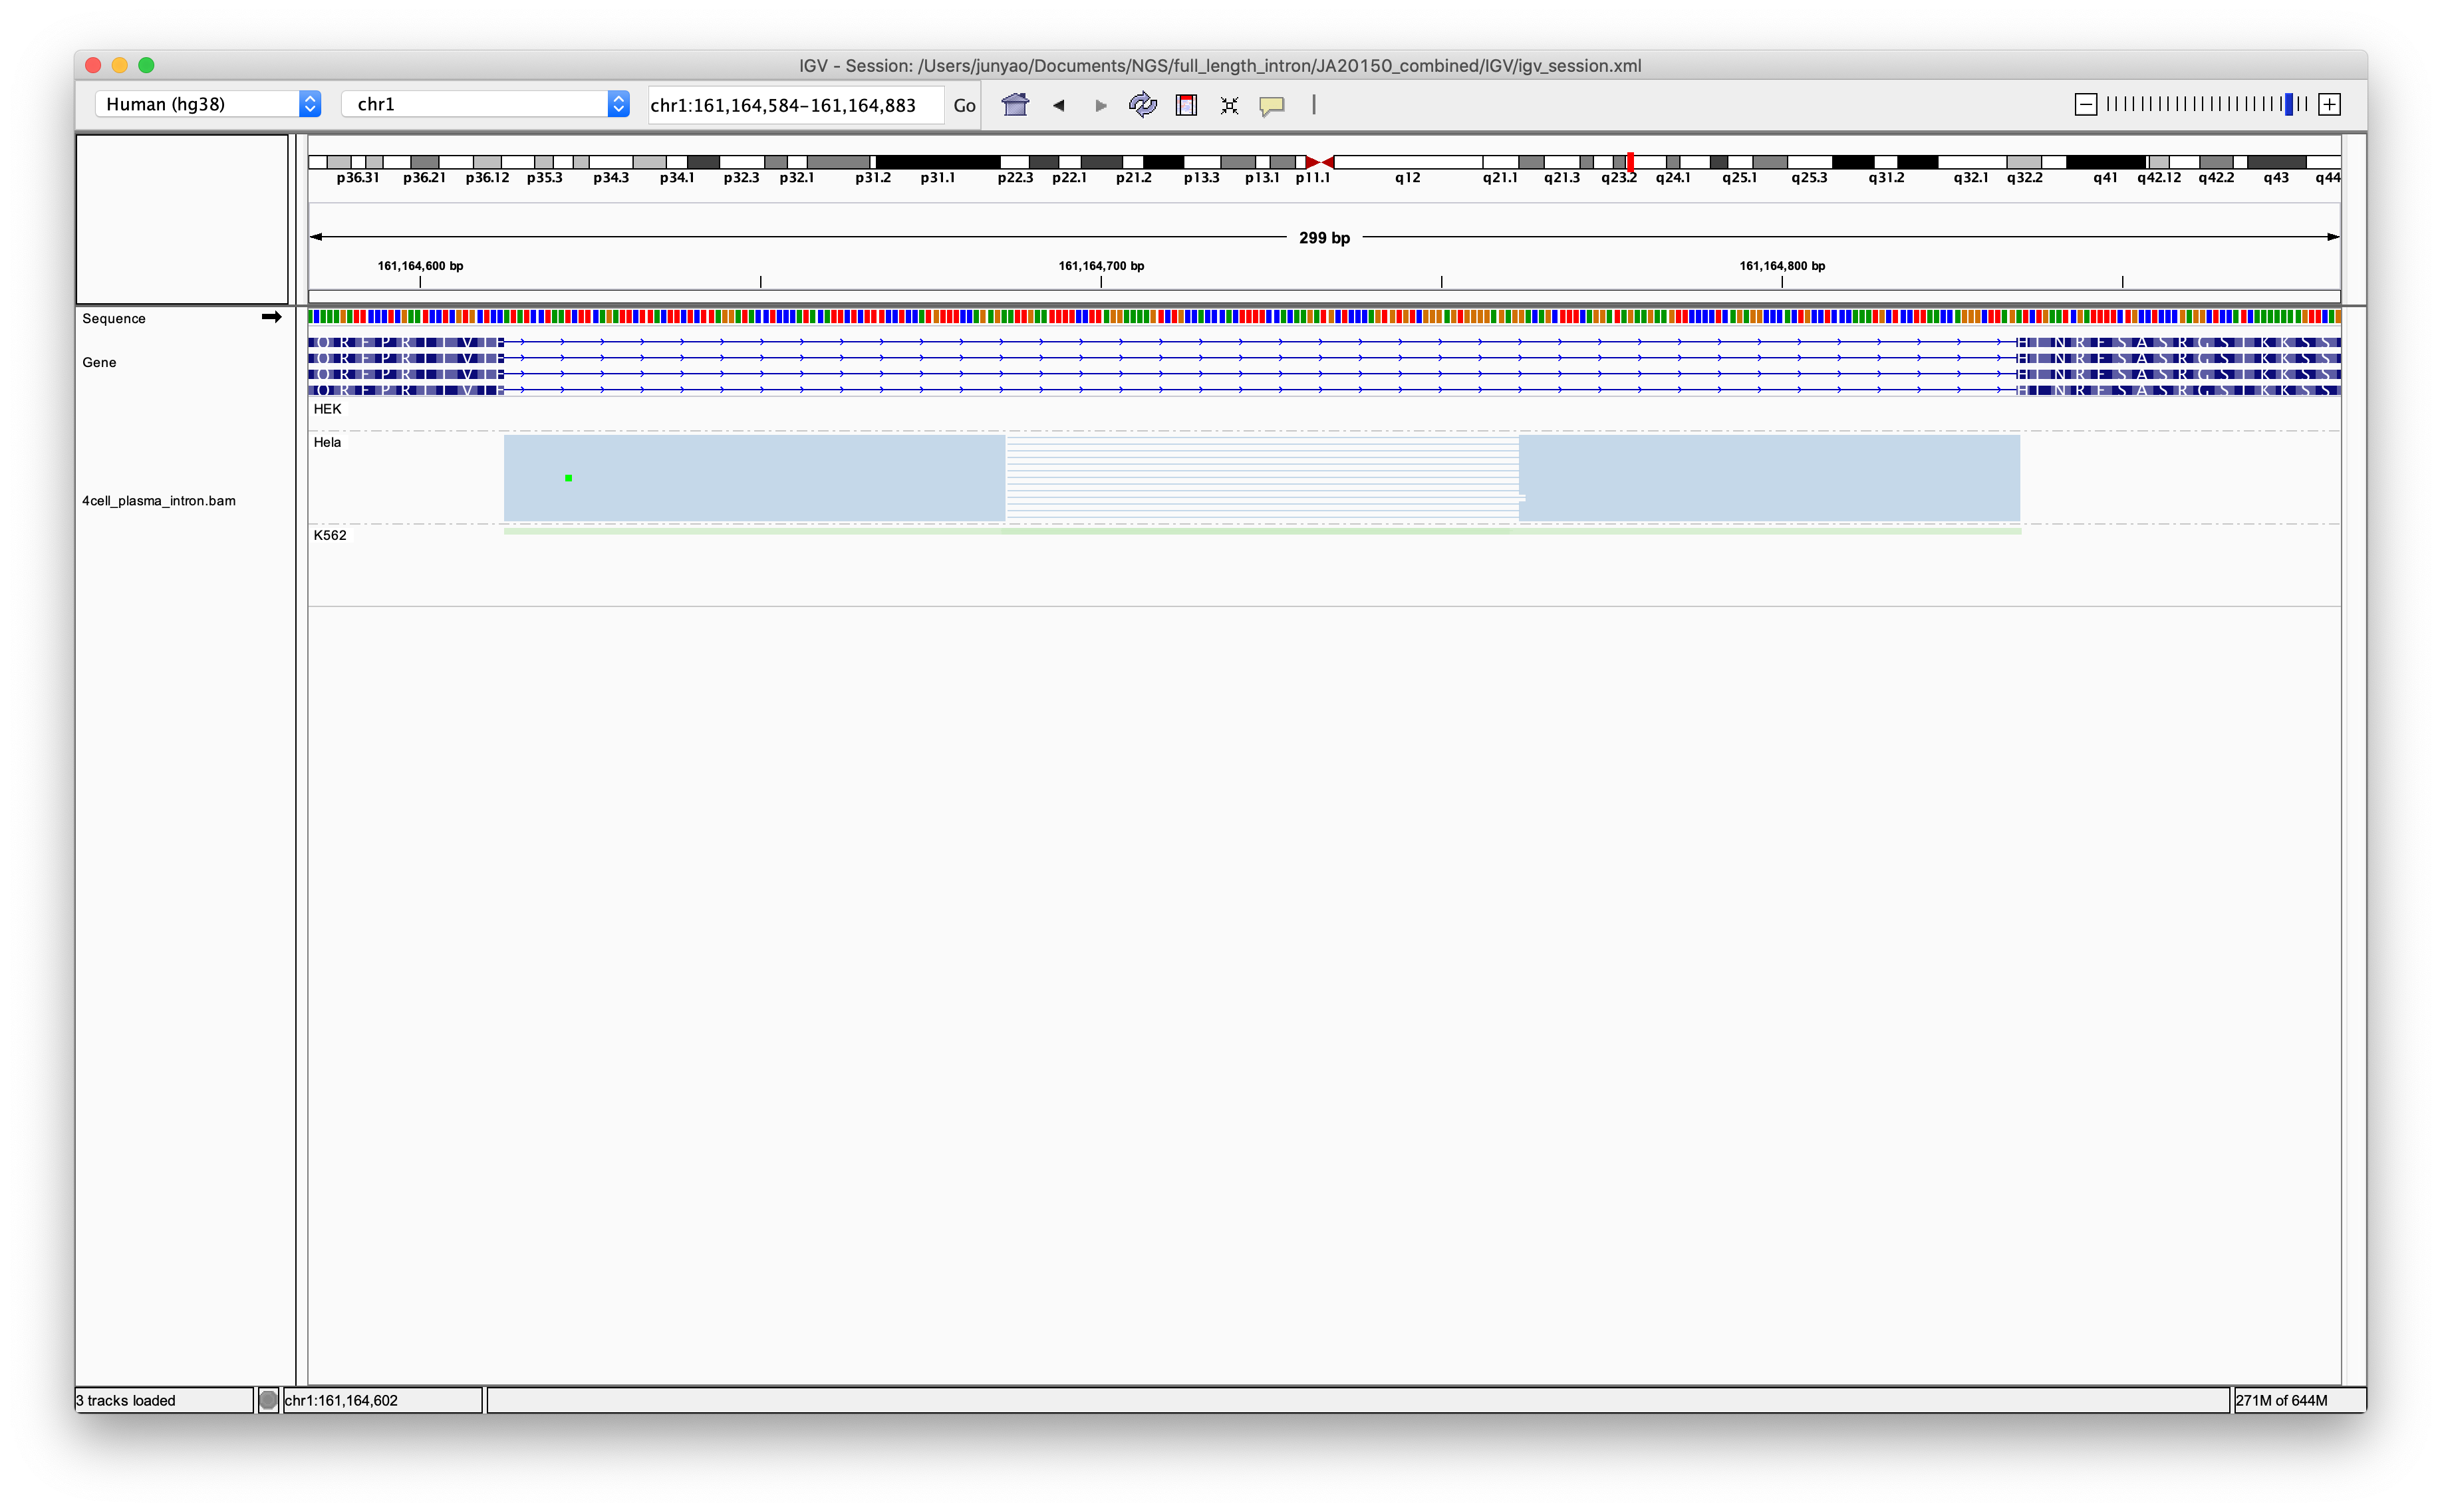 IGV - Session: /Users/junyao/Documents/NGS/full_length_intron/JA20150_combined/IGV/igv_session.xml
Human (hg38) chr1 chr1:161,164,584-161,164,883 Go
p36.31 p36.21 p36.12 p35.3 p34.3 p34.1 p32.3 p32.1 p31.2 p31.1 p22.3 p22.1 p21.2 p13.3 p13.1 p11.1 q12 q21.1 q21.3 q23.2 q24.1 q25.1 q25.3 q31.2 q32.1 q32.2 q41 q42.12 q42.2 q43 q44
299 bp
161,164,600 bp 161,164,700 bp 161,164,800 bp
Sequence
Gene
HEK
Hela
4cell_plasma_intron.bam
K562
3 tracks loaded chr1:161,164,602 271M of 644M